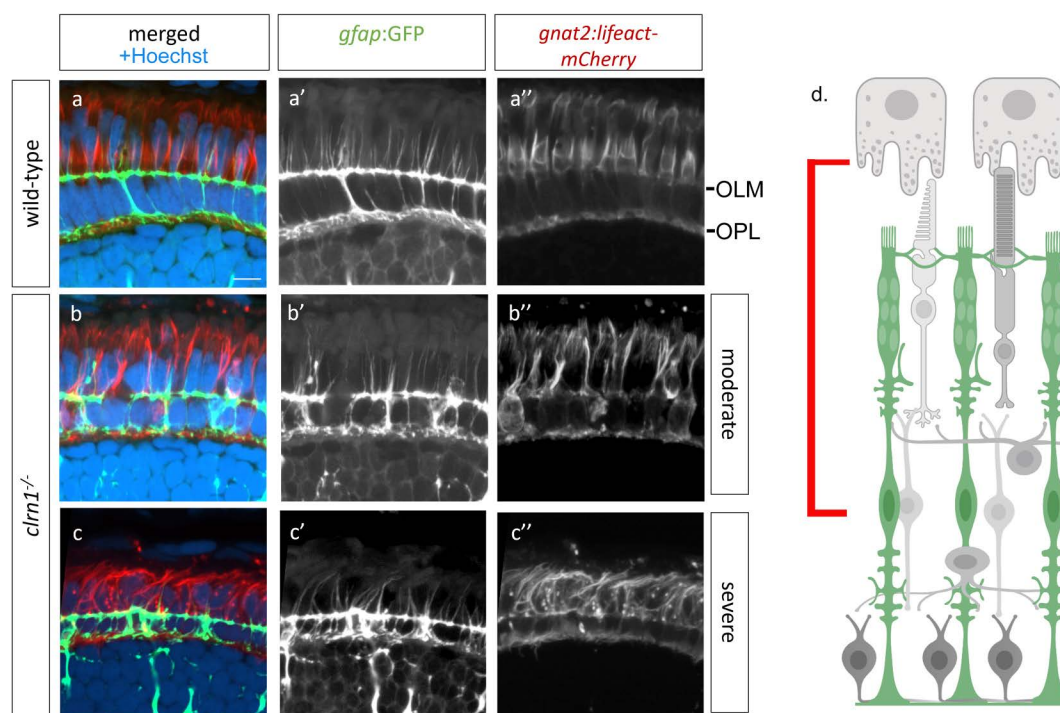 merged
+Hoechst
gfap:GFP
gnat2:lifeact-
mCherry
d.
wild-type
a
a'
a''
OLM
OPL
clrn1-/-
b
b'
b''
moderate
c
c'
c''
severe